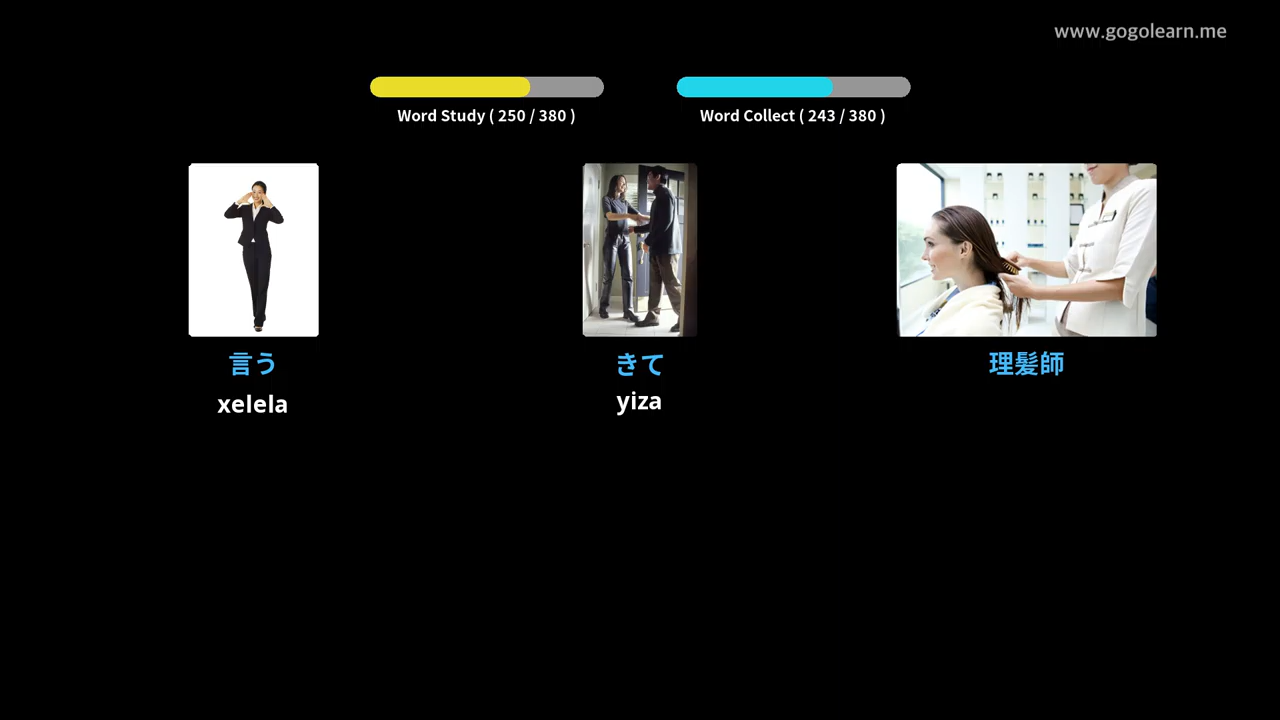 www.gogolearn.me
Word Study ( 250 / 380 )
Word Collect ( 243 / 380 )
言う
きて
理髪師
xelela
yiza